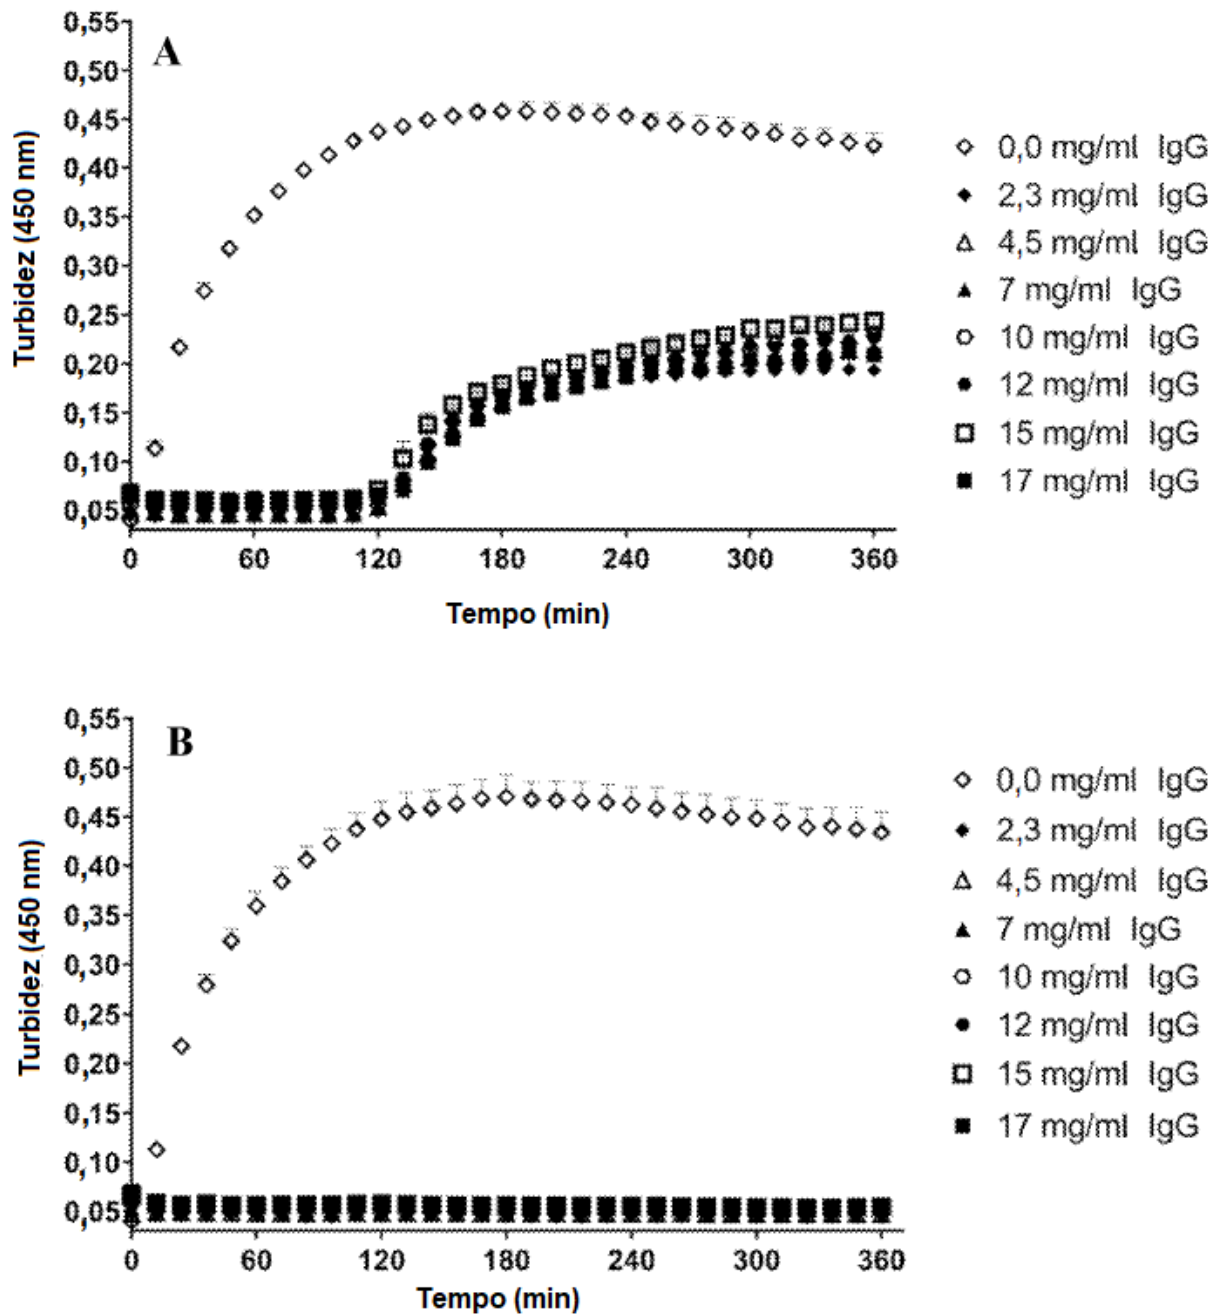 A
0,55
0,50
0,45
0,40
0,35
0,30
0,25
0,20
0,15
0,10
0,05
Turbidez (450 nm)
0 60 120 180 240 300 360
Tempo (min)
0,0 mg/ml IgG
2,3 mg/ml IgG
4,5 mg/ml IgG
7 mg/ml IgG
10 mg/ml IgG
12 mg/ml IgG
15 mg/ml IgG
17 mg/ml IgG
B
0,55
0,50
0,45
0,40
0,35
0,30
0,25
0,20
0,15
0,10
0,05
Turbidez (450 nm)
0 60 120 180 240 300 360
Tempo (min)
0,0 mg/ml IgG
2,3 mg/ml IgG
4,5 mg/ml IgG
7 mg/ml IgG
10 mg/ml IgG
12 mg/ml IgG
15 mg/ml IgG
17 mg/ml IgG